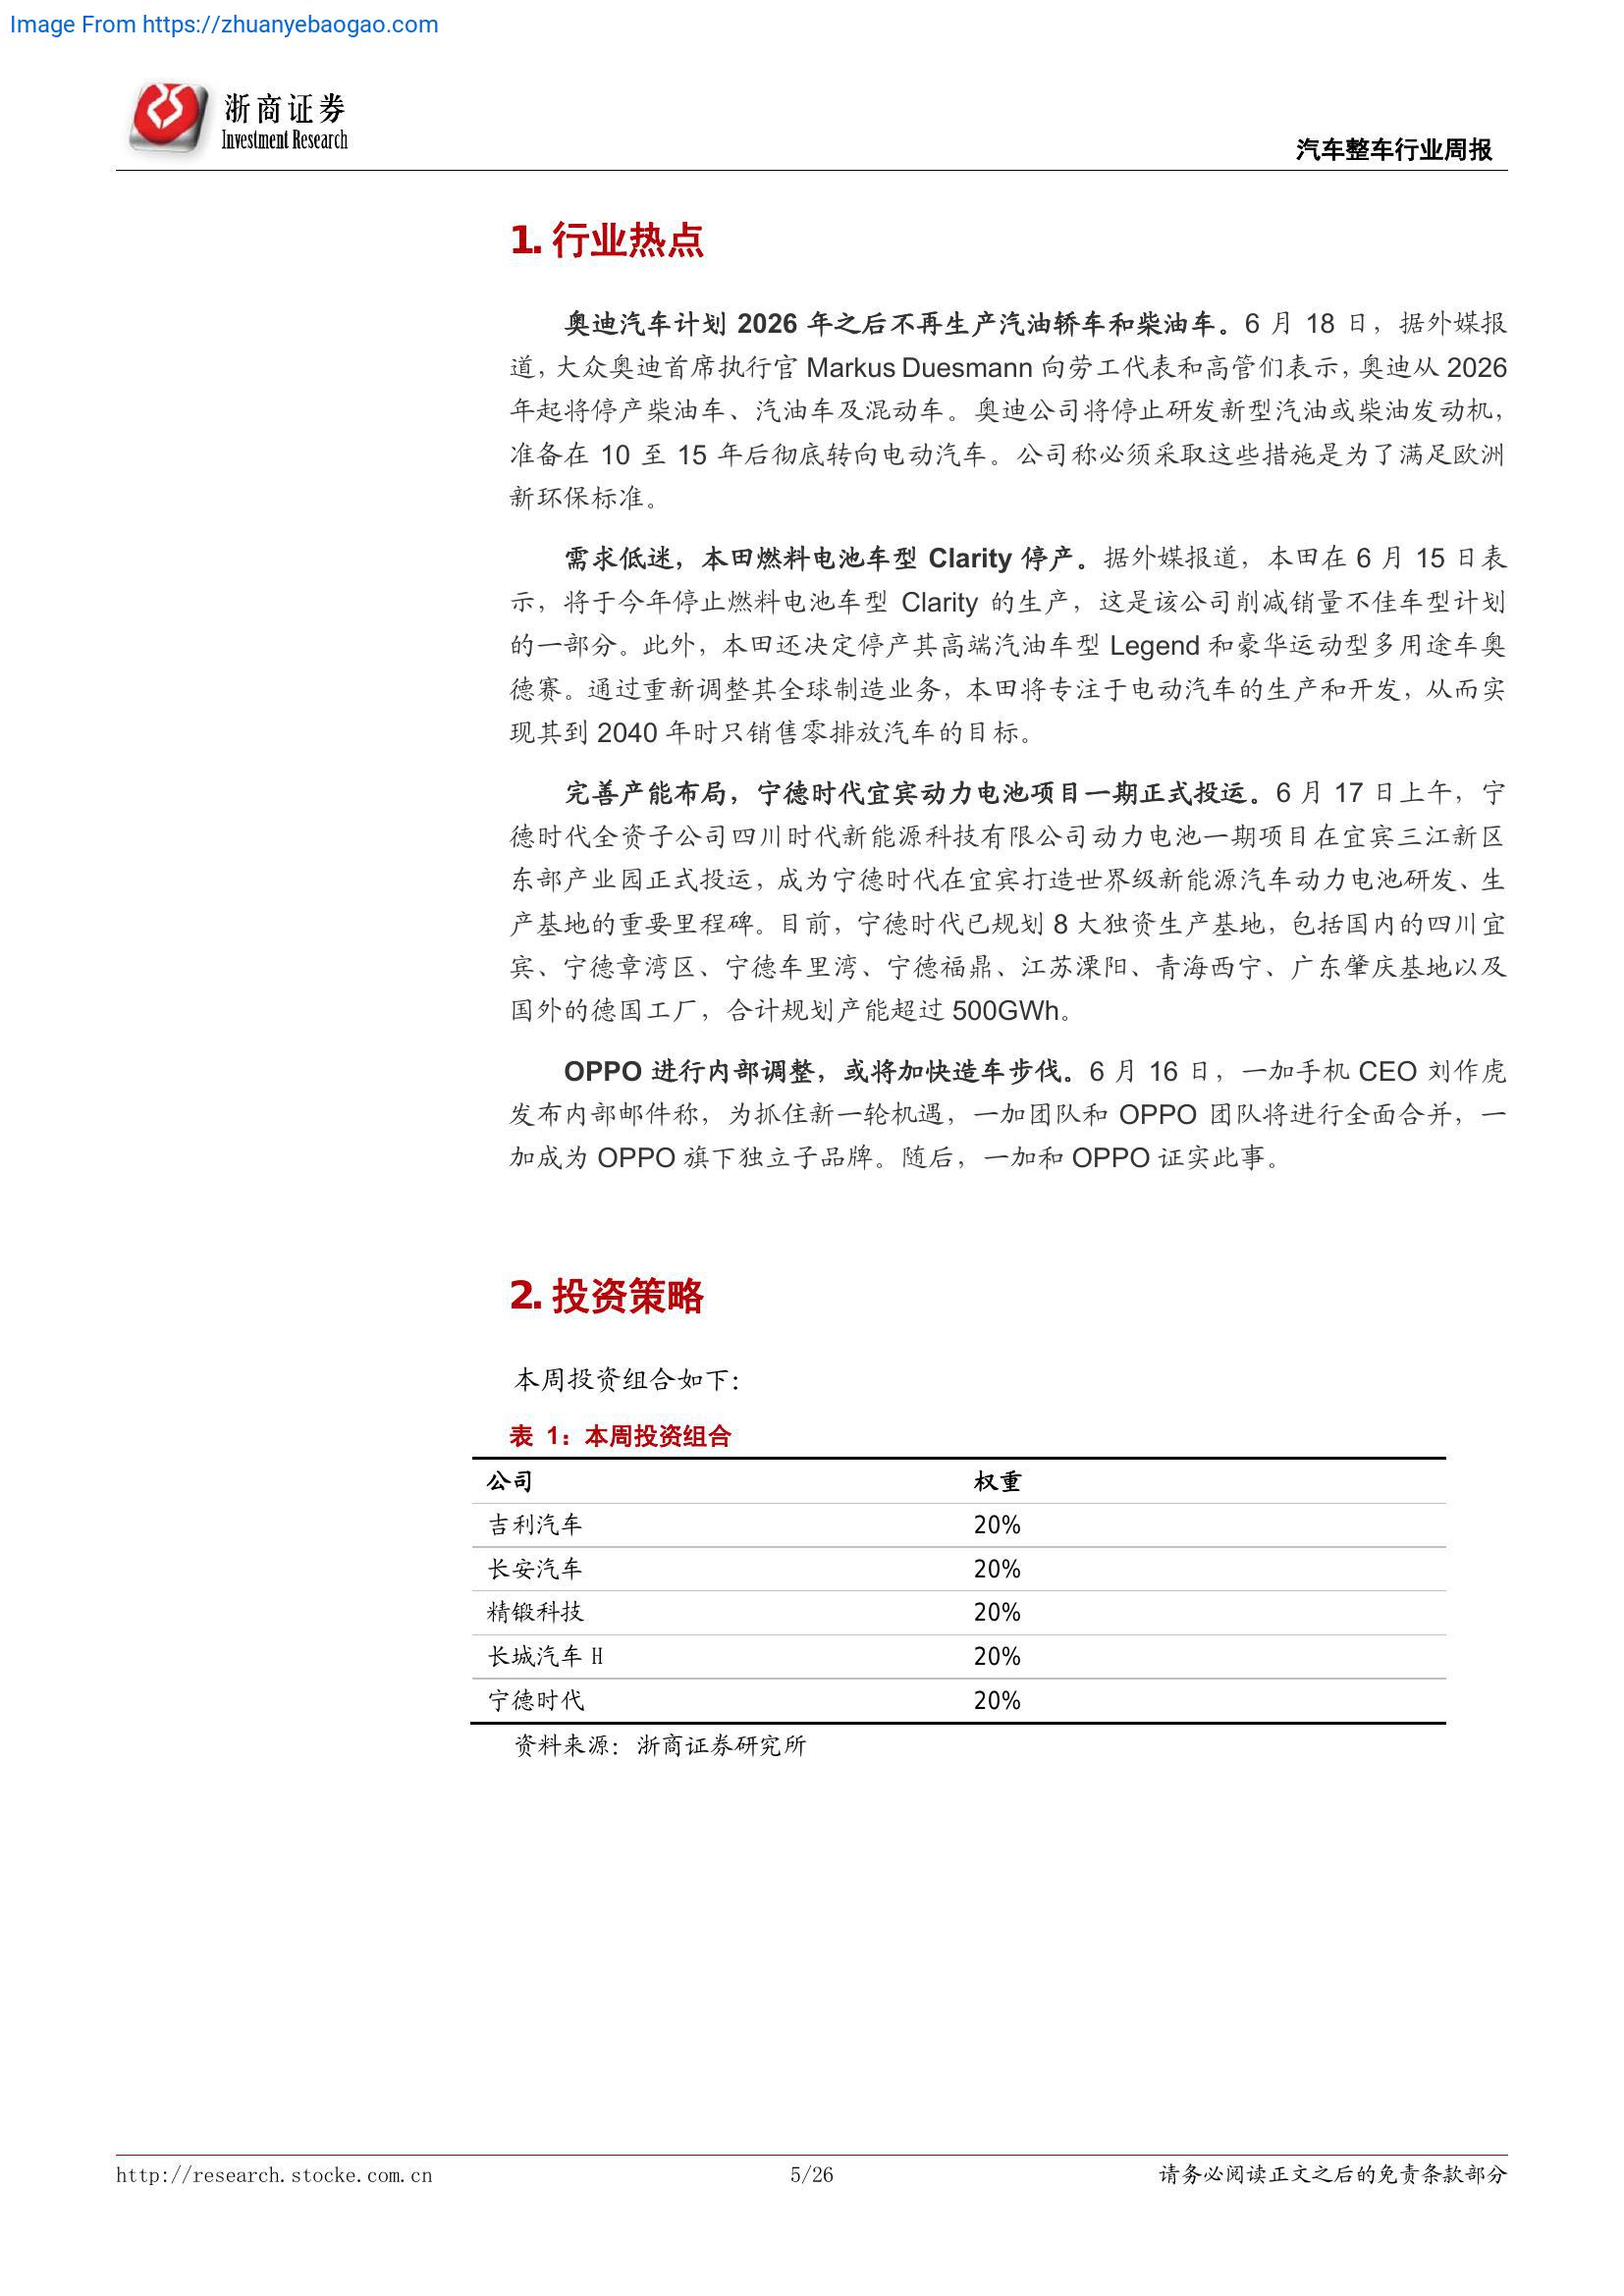 Image From https://zhuanyebaogao.com
浙商证券
Investment Research
汽车整车行业周报
1. 行业热点
奥迪汽车计划 2026 年之后不再生产汽油轿车和柴油车。6 月 18 日，据外媒报
道，大众奥迪首席执行官 Markus Duesmann 向劳工代表和高管们表示，奥迪从 2026
年起将停产柴油车、汽油车及混动车。奥迪公司将停止研发新型汽油或柴油发动机，
准备在 10 至 15 年后彻底转向电动汽车。公司称必须采取这些措施是为了满足欧洲
新环保标准。
需求低迷，本田燃料电池车型 Clarity 停产。据外媒报道，本田在 6 月 15 日表
示，将于今年停止燃料电池车型 Clarity 的生产，这是该公司削减销量不佳车型计划
的一部分。此外，本田还决定停产其高端汽油车型 Legend 和豪华运动型多用途车奥
德赛。通过重新调整其全球制造业务，本田将专注于电动汽车的生产和开发，从而实
现其到 2040 年时只销售零排放汽车的目标。
完善产能布局，宁德时代宜宾动力电池项目一期正式投运。6 月 17 日上午，宁
德时代全资子公司四川时代新能源科技有限公司动力电池一期项目在宜宾三江新区
东部产业园正式投运，成为宁德时代在宜宾打造世界级新能源汽车动力电池研发、生
产基地的重要里程碑。目前，宁德时代已规划 8 大独资生产基地，包括国内的四川宜
宾、宁德章湾区、宁德车里湾、宁德福鼎、江苏溧阳、青海西宁、广东肇庆基地以及
国外的德国工厂，合计规划产能超过 500GWh。
OPPO 进行内部调整，或将加快造车步伐。6 月 16 日，一加手机 CEO 刘作虎
发布内部邮件称，为抓住新一轮机遇，一加团队和 OPPO 团队将进行全面合并，一
加成为 OPPO 旗下独立子品牌。随后，一加和 OPPO 证实此事。
2. 投资策略
本周投资组合如下：
表 1：本周投资组合
公司 权重
吉利汽车 20%
长安汽车 20%
精锻科技 20%
长城汽车 H 20%
宁德时代 20%
资料来源：浙商证券研究所
http://research.stocke.com.cn 5/26 请务必阅读正文之后的免责条款部分